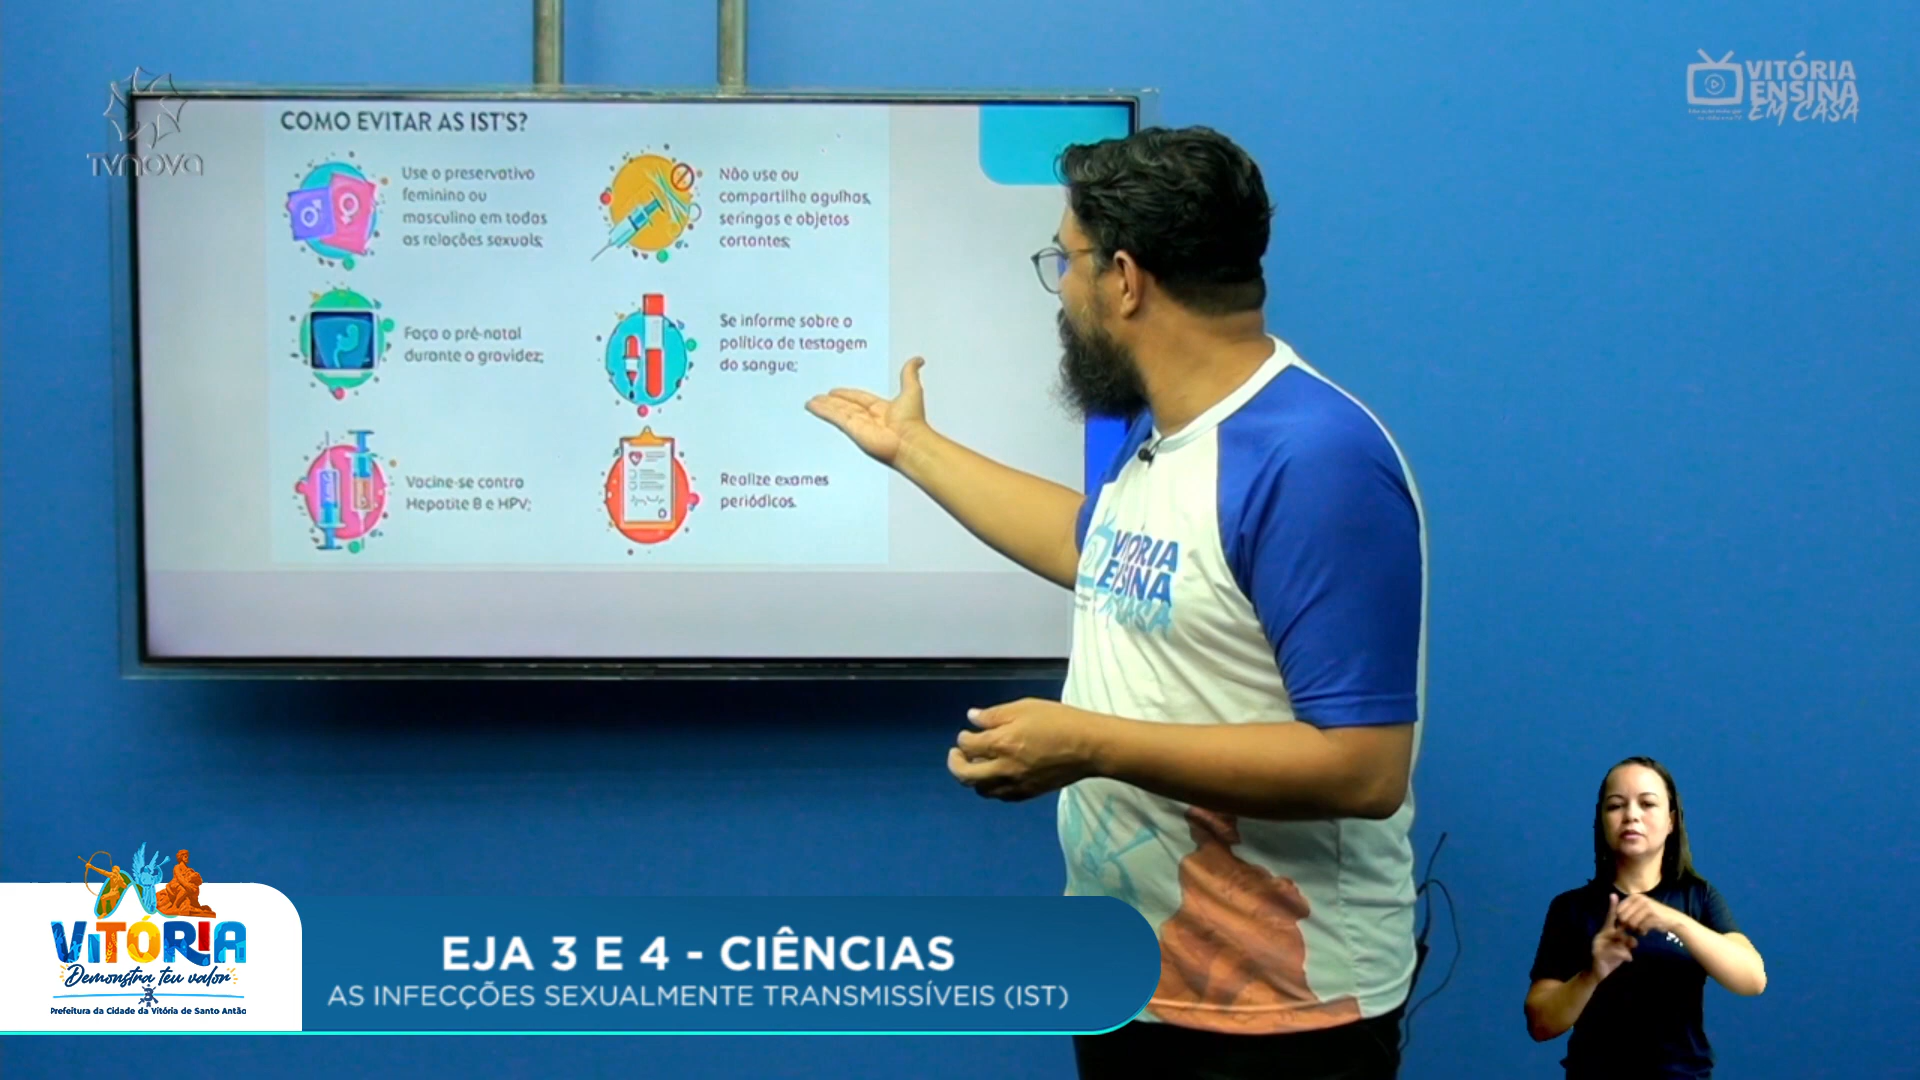 TVNOVA
VITÓRIA
ENSINA
EM CASA
COMO EVITAR AS IST'S?
Use o preservativo
feminino ou
masculino em todas
as relações sexuais;
Não use ou
compartilhe agulhas,
seringas e objetos
cortantes;
Faça o pré-natal
durante a gravidez;
Se informe sobre a
política de testagem
do sangue;
Vacine-se contra
Hepatite B e HPV;
Realize exames
periódicos.
VITÓRIA
ENSINA
EM CASA
VITÓRIA
Demonstra teu valor
Prefeitura da Cidade da Vitória de Santo Antão
EJA 3 E 4 - CIÊNCIAS
AS INFECÇÕES SEXUALMENTE TRANSMISSÍVEIS (IST)